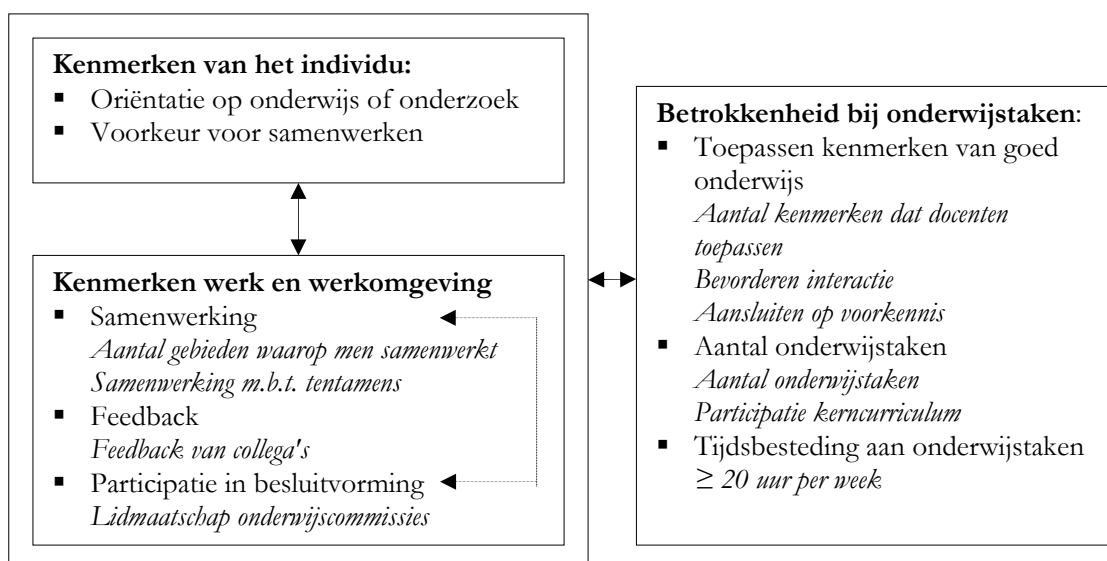 Kenmerken van het individu:
▪ Oriëntatie op onderwijs of onderzoek
▪ Voorkeur voor samenwerken
Kenmerken werk en werkomgeving
▪ Samenwerking
Aantal gebieden waarop men samenwerkt
Samenwerking m.b.t. tentamens
▪ Feedback
Feedback van collega's
▪ Participatie in besluitvorming
Lidmaatschap onderwijscommissies
Betrokkenheid bij onderwijstaken:
▪ Toepassen kenmerken van goed
onderwijs
Aantal kenmerken dat docenten
toepassen
Bevorderen interactie
Aansluiten op voorkennis
▪ Aantal onderwijstaken
Aantal onderwijstaken
Participatie kerncurriculum
▪ Tijdsbesteding aan onderwijstaken
≥ 20 uur per week